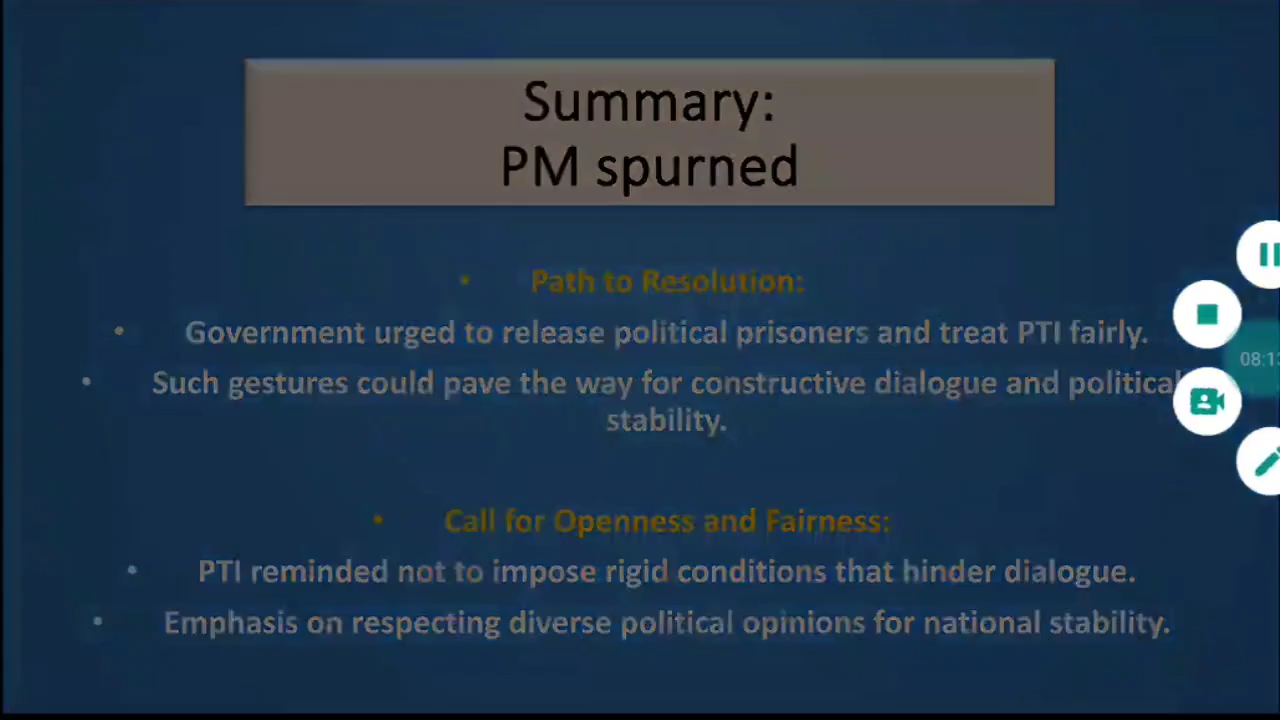 Summary:
PM spurned
• Path to Resolution:
• Government urged to release political prisoners and treat PTI fairly.
• Such gestures could pave the way for constructive dialogue and political
stability.
• Call for Openness and Fairness:
• PTI reminded not to impose rigid conditions that hinder dialogue.
• Emphasis on respecting diverse political opinions for national stability.